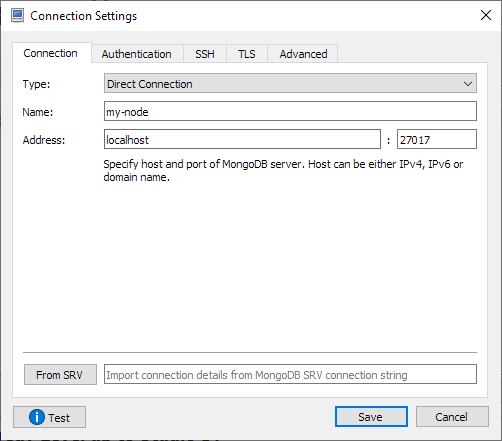 Connection Settings
Connection Authentication SSH TLS Advanced
Type: Direct Connection
Name: my-node
Address: localhost : 27017
Specify host and port of MongoDB server. Host can be either IPv4, IPv6 or
domain name.
From SRV Import connection details from MongoDB SRV connection string
Test Save Cancel